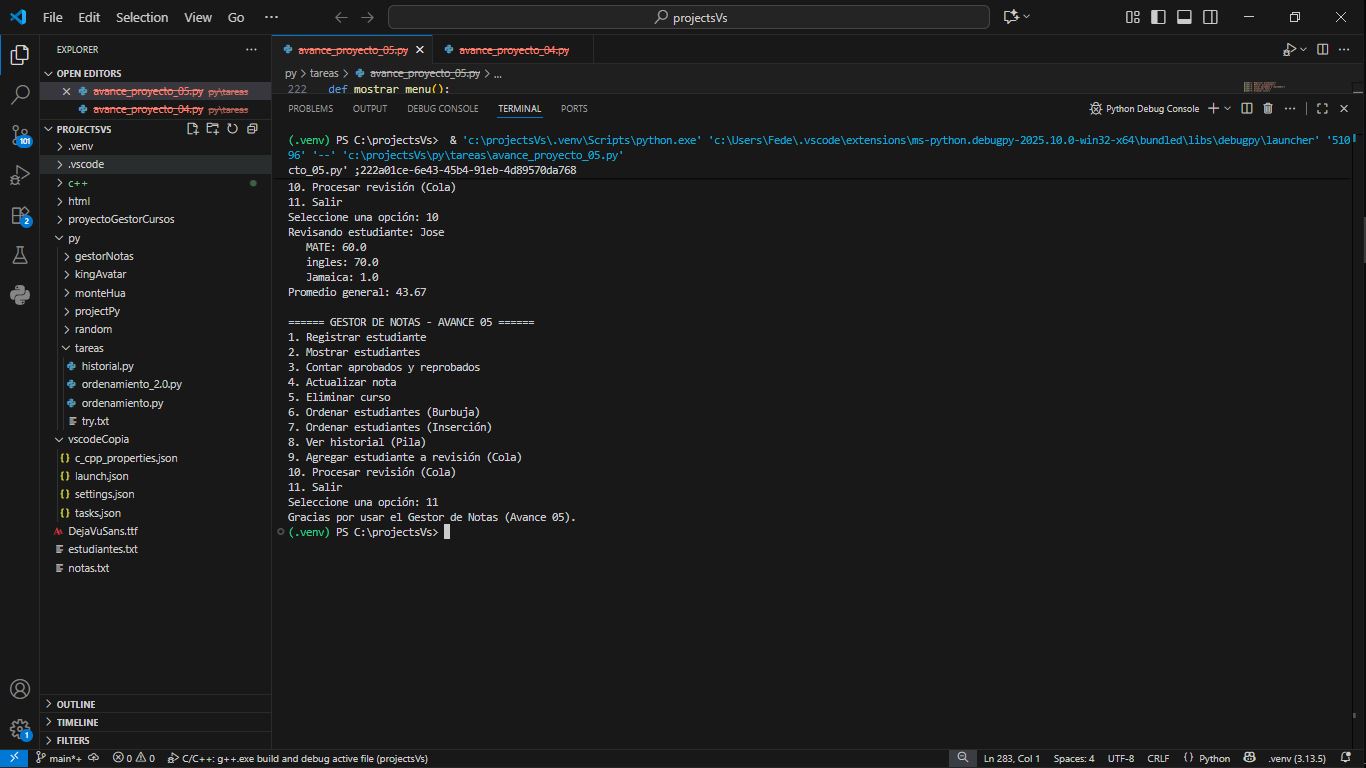 File Edit Selection View Go ··· projectsVs
EXPLORER ···
OPEN EDITORS
avance_proyecto_05.py py\tareas
avance_proyecto_04.py py\tareas
PROJECTSVS
.venv
.vscode
c++
html
proyectoGestorCursos
py
gestorNotas
kingAvatar
monteHua
projectPy
random
tareas
historial.py
ordenamiento_2.0.py
ordenamiento.py
try.txt
vscodeCopia
c_cpp_properties.json
launch.json
settings.json
tasks.json
DejaVuSans.ttf
estudiantes.txt
notas.txt
OUTLINE
TIMELINE
FILTERS
101
2
1
avance_proyecto_05.py avance_proyecto_04.py
py > tareas > avance_proyecto_05.py > ...
222 def mostrar_menu():
PROBLEMS OUTPUT DEBUG CONSOLE TERMINAL PORTS Python Debug Console
(.venv) PS C:\projectsVs> & 'c:\projectsVs\.venv\Scripts\python.exe' 'c:\Users\Fede\.vscode\extensions\ms-python.debugpy-2025.10.0-win32-x64\bundled\libs\debugpy\launcher' '510
96' '--' 'c:\projectsVs\py\tareas\avance_proyecto_05.py'
cto_05.py' ;222a01ce-6e43-45b4-91eb-4d89570da768
10. Procesar revisión (Cola)
11. Salir
Seleccione una opción: 10
Revisando estudiante: Jose
MATE: 60.0
ingles: 70.0
Jamaica: 1.0
Promedio general: 43.67
====== GESTOR DE NOTAS - AVANCE 05 ======
1. Registrar estudiante
2. Mostrar estudiantes
3. Contar aprobados y reprobados
4. Actualizar nota
5. Eliminar curso
6. Ordenar estudiantes (Burbuja)
7. Ordenar estudiantes (Inserción)
8. Ver historial (Pila)
9. Agregar estudiante a revisión (Cola)
10. Procesar revisión (Cola)
11. Salir
Seleccione una opción: 11
Gracias por usar el Gestor de Notas (Avance 05).
(.venv) PS C:\projectsVs>
main*+ 0 0 C/C++: g++.exe build and debug active file (projectsVs) Ln 283, Col 1 Spaces: 4 UTF-8 CRLF {} Python .venv (3.13.5)